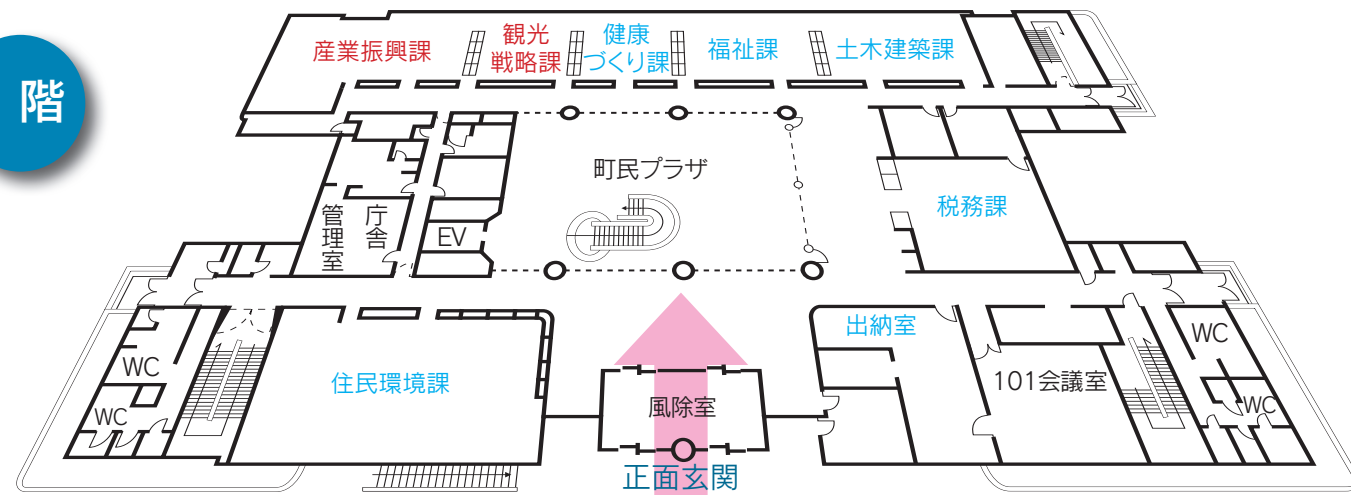 階
産業振興課
観光
戦略課
健康
づくり課
福祉課
土木建築課
町民プラザ
管理室
庁舎
EV
税務課
出納室
WC
WC
住民環境課
風除室
101会議室
WC
WC
正面玄関